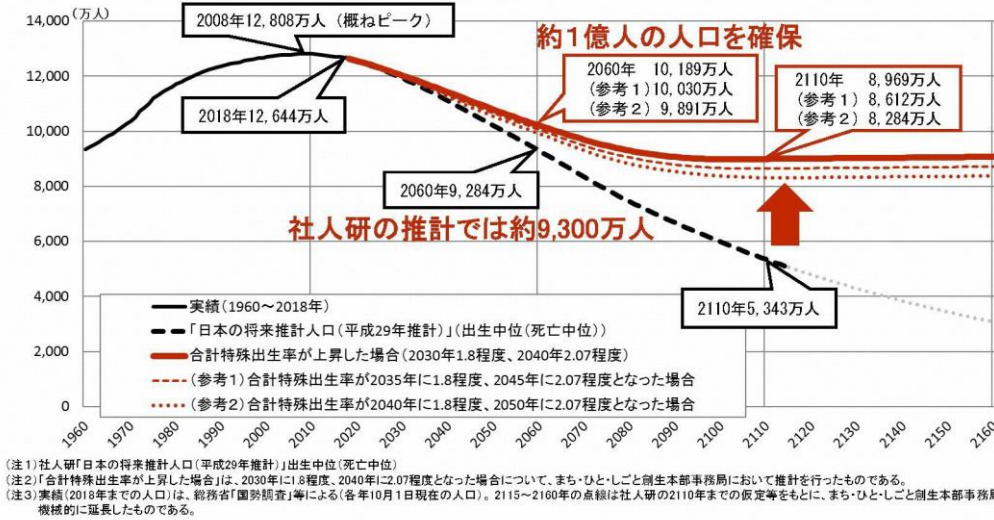 (万人)
14,000
12,000
10,000
8,000
6,000
4,000
2,000
0
2008年12,808万人（概ねピーク）
2018年12,644万人
約1億人の人口を確保
2060年 10,189万人
(参考1)10,030万人
(参考2) 9,891万人
2110年 8,969万人
(参考1) 8,612万人
(参考2) 8,284万人
2060年9,284万人
社人研の推計では約9,300万人
2110年5,343万人
実績(1960～2018年)
「日本の将来推計人口(平成29年推計)」(出生中位(死亡中位))
合計特殊出生率が上昇した場合(2030年1.8程度、2040年2.07程度)
(参考1)合計特殊出生率が2035年に1.8程度、2045年に2.07程度となった場合
(参考2)合計特殊出生率が2040年に1.8程度、2050年に2.07程度となった場合
1960 1970 1980 1990 2000 2010 2020 2030 2040 2050 2060 2070 2080 2090 2100 2110 2120 2130 2140 2150 2160
(注1)社人研「日本の将来推計人口(平成29年推計)」出生中位(死亡中位)
(注2)「合計特殊出生率が上昇した場合」は、2030年に1.8程度、2040年に2.07程度となった場合について、まち・ひと・しごと創生本部事務局において推計を行ったものである。
(注3)実績(2018年までの人口)は、総務省「国勢調査」等による(各年10月1日現在の人口)。2115～2160年の点線は社人研の2110年までの仮定等をもとに、まち・ひと・しごと創生本部事務局
機械的に延長したものである。